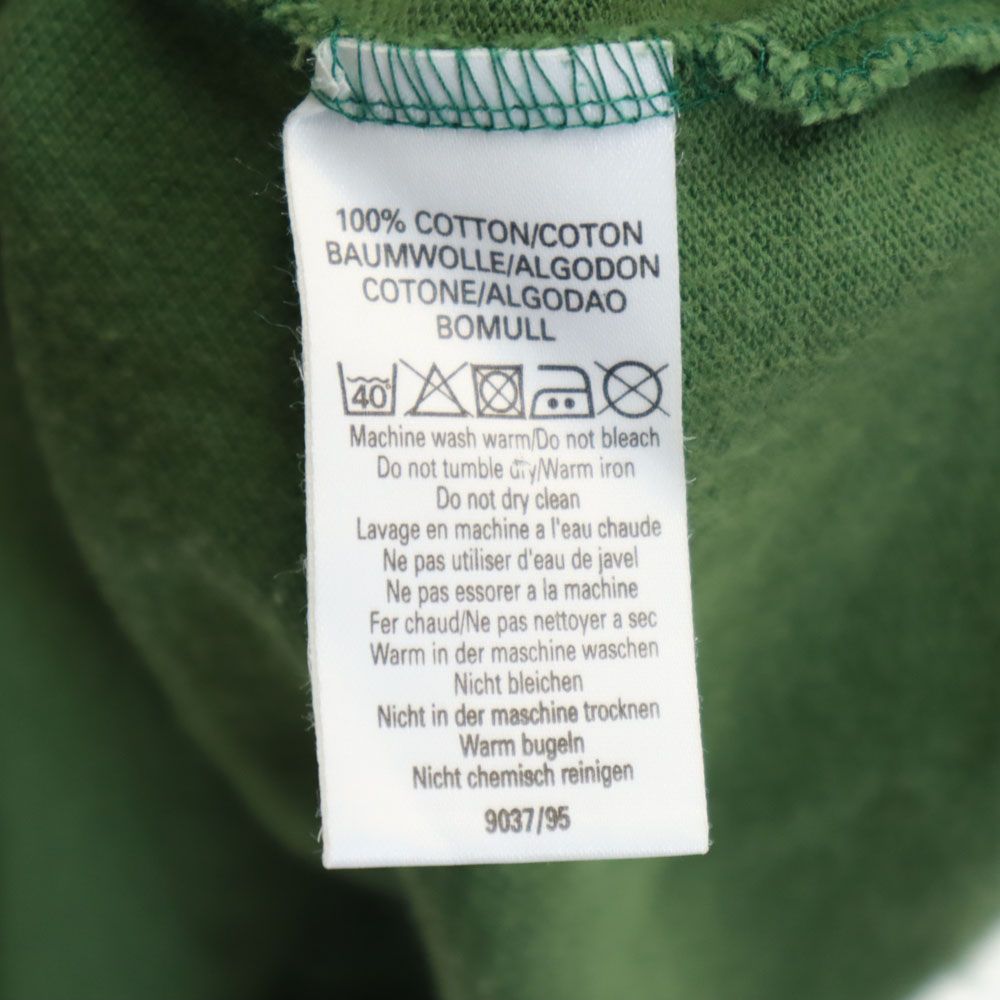 100% COTTON/COTON
BAUMWOLLE/ALGODON
COTONE/ALGODAO
BOMULL
40
Machine wash warm/Do not bleach
Do not tumble dry/Warm iron
Do not dry clean
Lavage en machine a l'eau chaude
Ne pas utiliser d'eau de javel
Ne pas essorer a la machine
Fer chaud/Ne pas nettoyer a sec
Warm in der maschine waschen
Nicht bleichen
Nicht in der maschine trocknen
Warm bugeln
Nicht chemisch reinigen
9037/95